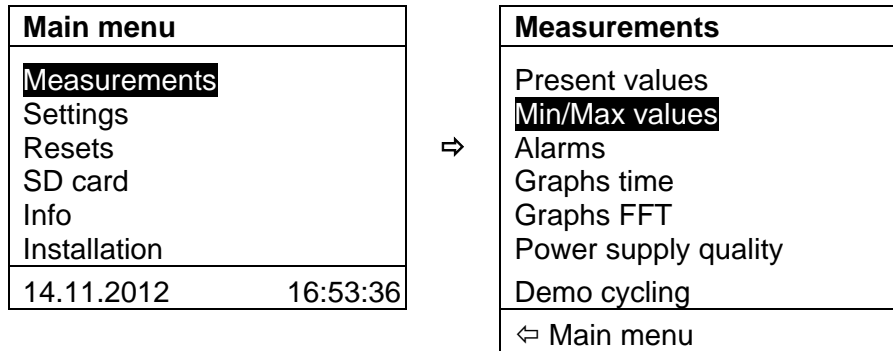 Main menu
Measurements
Settings
Resets
SD card
Info
Installation
14.11.2012 16:53:36
⇨
Measurements
Present values
Min/Max values
Alarms
Graphs time
Graphs FFT
Power supply quality
Demo cycling
⇦ Main menu